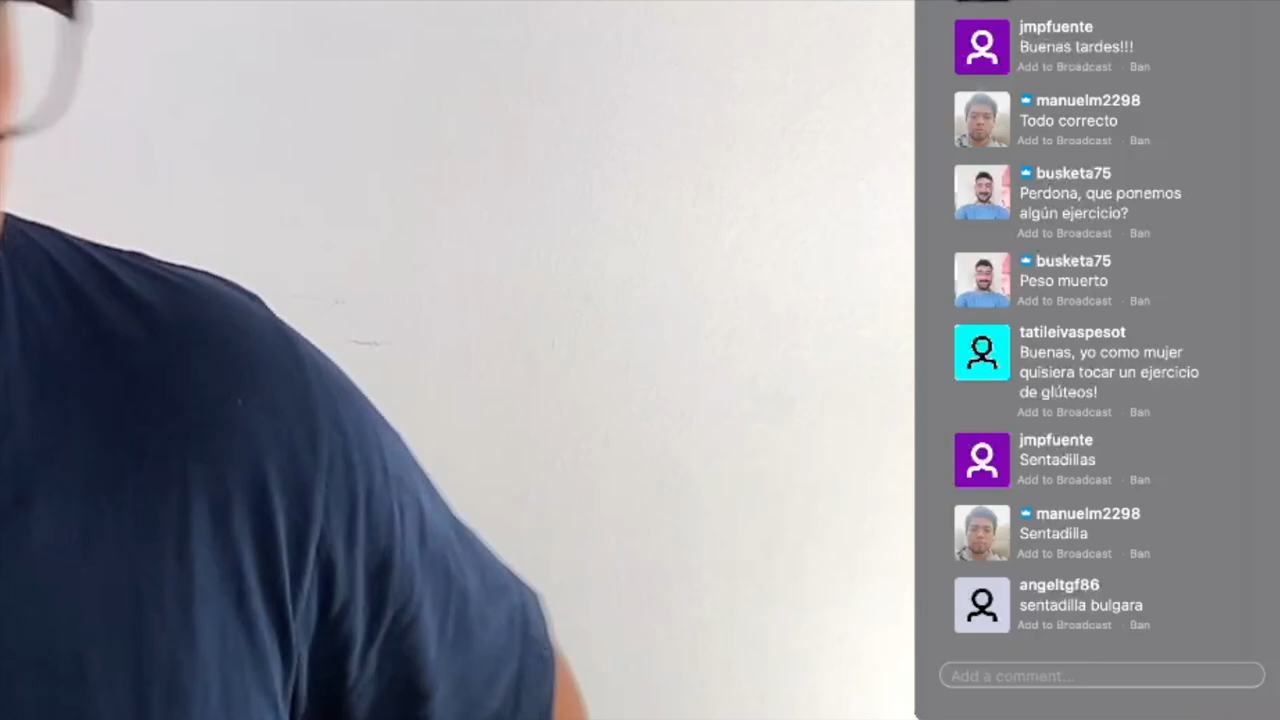 jmpfuente
Buenas tardes!!!
Add to Broadcast · Ban
manuelm2298
Todo correcto
Add to Broadcast · Ban
busketa75
Perdona, que ponemos
algún ejercicio?
Add to Broadcast · Ban
busketa75
Peso muerto
Add to Broadcast · Ban
tatileivaspesot
Buenas, yo como mujer
quisiera tocar un ejercicio
de glúteos!
Add to Broadcast · Ban
jmpfuente
Sentadillas
Add to Broadcast · Ban
manuelm2298
Sentadilla
Add to Broadcast · Ban
angeltgf86
sentadilla bulgara
Add to Broadcast · Ban
Add a comment...